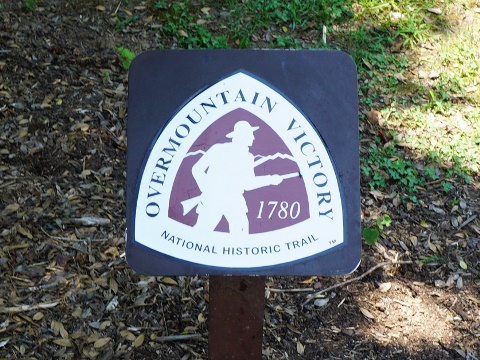 OVERMOUNTAIN VICTORY
1780
NATIONAL HISTORIC TRAIL ™